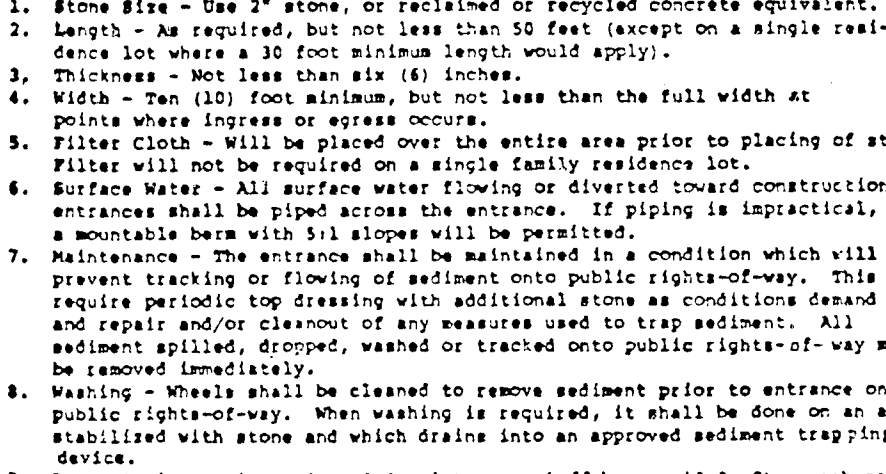 1. Stone Size - Use 2" stone, or reclaimed or recycled concrete equivalent.
2. Length - As required, but not less than 50 feet (except on a single resi-
dence lot where a 30 foot minimum length would apply).
3, Thickness - Not less than six (6) inches.
4. Width - Ten (10) foot minimum, but not less than the full width at
points where ingress or egress occurs.
5. Filter Cloth - Will be placed over the entire area prior to placing of st
Filter will not be required on a single family residence lot.
6. Surface Water - All surface water flowing or diverted toward construction
entrances shall be piped across the entrance. If piping is impractical,
a mountable berm with 5:1 slopes will be permitted.
7. Maintenance - The entrance shall be maintained in a condition which will
prevent tracking or flowing of sediment onto public rights-of-way. This
require periodic top dressing with additional stone as conditions demand
and repair and/or cleanout of any measures used to trap sediment. All
sediment spilled, dropped, washed or tracked onto public rights-of-way m
be removed immediately.
8. Washing - Wheels shall be cleaned to remove sediment prior to entrance on
public rights-of-way. When washing is required, it shall be done on an a
stabilized with stone and which drains into an approved sediment trapping
device.